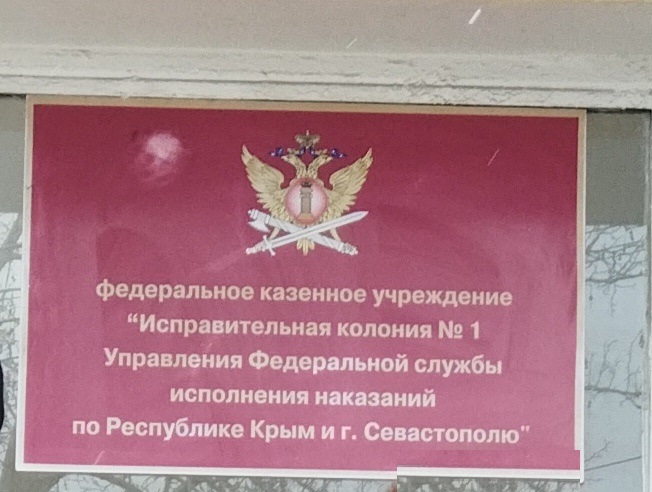 федеральное казенное учреждение
“Исправительная колония № 1
Управления Федеральной службы
исполнения наказаний
по Республике Крым и г. Севастополю”